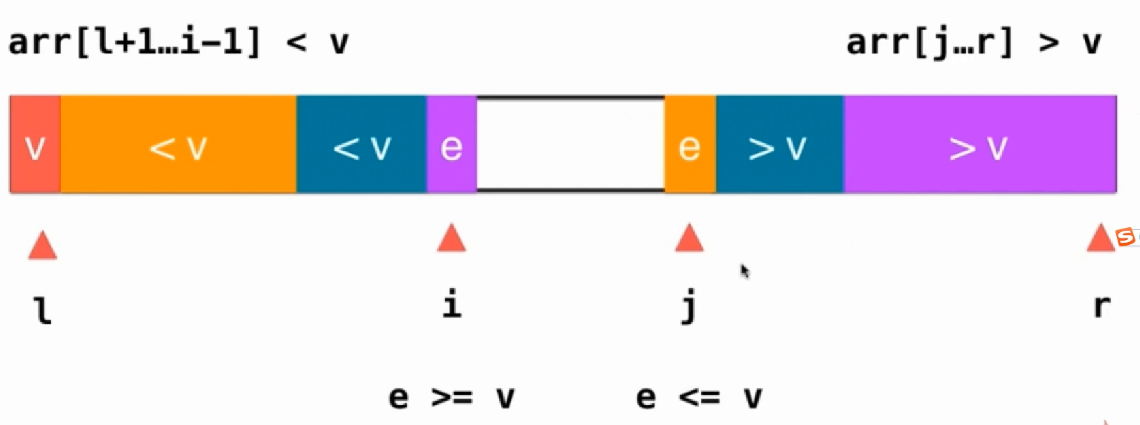 arr[l+1…i-1] < v arr[j…r] > v
v < v < v e e > v > v
l i j r
e >= v e <= v